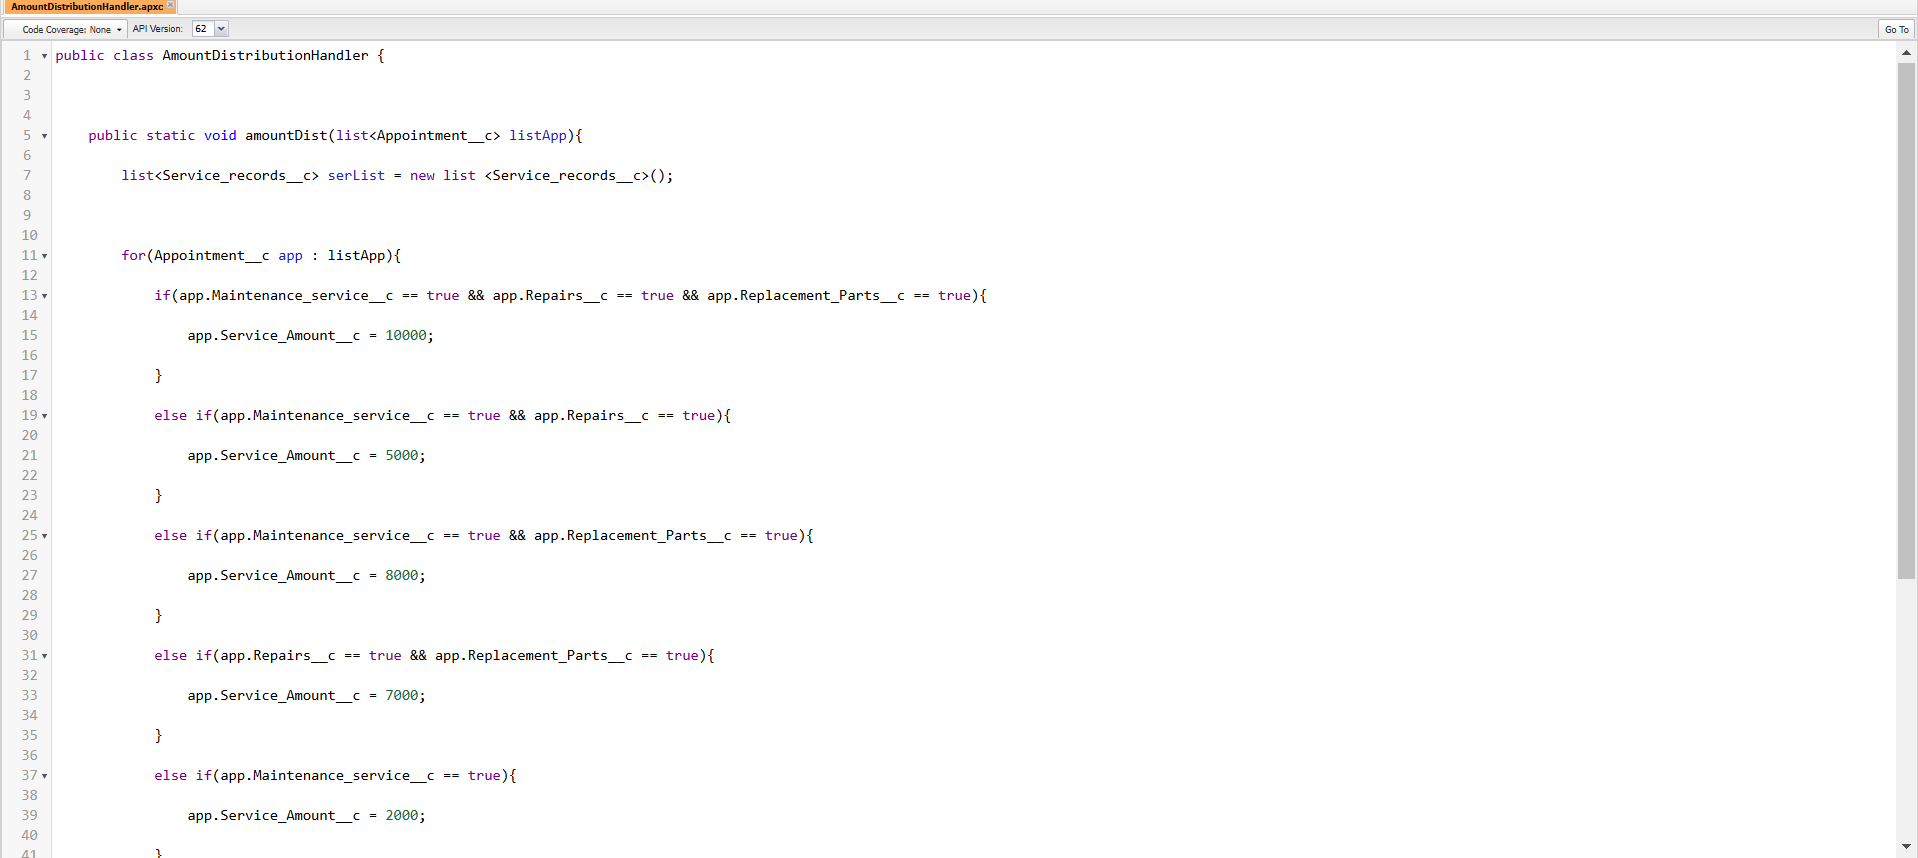 AmountDistributionHandler.apxc
Code Coverage: None API Version: 62 Go To
1 public class AmountDistributionHandler {
2
3
4
5 public static void amountDist(list<Appointment__c> listApp){
6
7 list<Service_records__c> serList = new list <Service_records__c>();
8
9
10
11 for(Appointment__c app : listApp){
12
13 if(app.Maintenance_service__c == true && app.Repairs__c == true && app.Replacement_Parts__c == true){
14
15 app.Service_Amount__c = 10000;
16
17 }
18
19 else if(app.Maintenance_service__c == true && app.Repairs__c == true){
20
21 app.Service_Amount__c = 5000;
22
23 }
24
25 else if(app.Maintenance_service__c == true && app.Replacement_Parts__c == true){
26
27 app.Service_Amount__c = 8000;
28
29 }
30
31 else if(app.Repairs__c == true && app.Replacement_Parts__c == true){
32
33 app.Service_Amount__c = 7000;
34
35 }
36
37 else if(app.Maintenance_service__c == true){
38
39 app.Service_Amount__c = 2000;
40
41 }